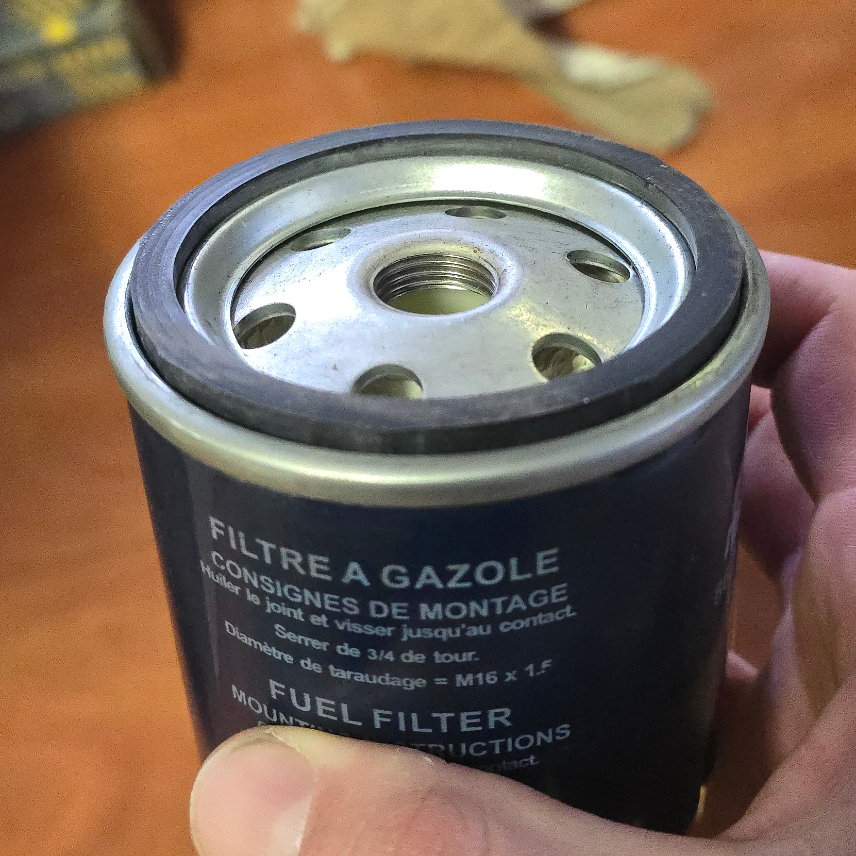 FILTRE A GAZOLE
CONSIGNES DE MONTAGE
Huiler le joint et visser jusqu'au contact.
Serrer de 3/4 de tour.
Diamètre de taraudage = M16 x 1.5
FUEL FILTER